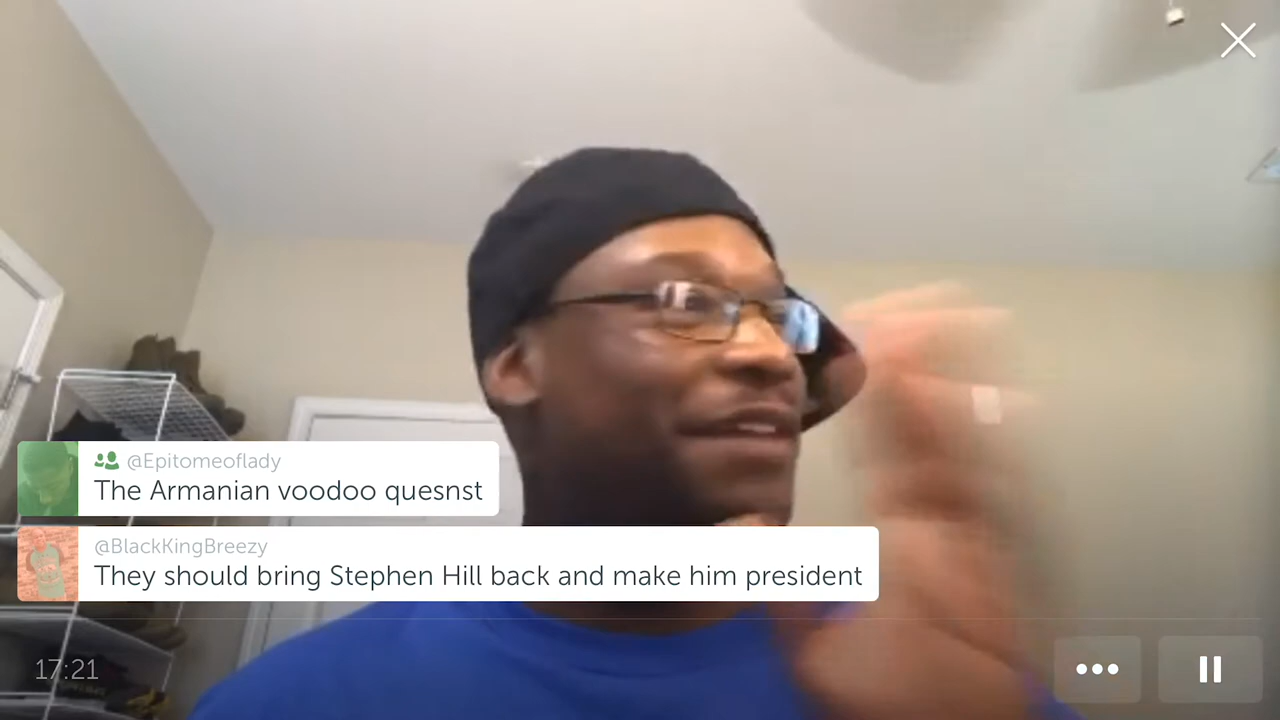 @Epitomeoflady
The Armanian voodoo quesnst
@BlackKingBreezy
They should bring Stephen Hill back and make him president
17:21